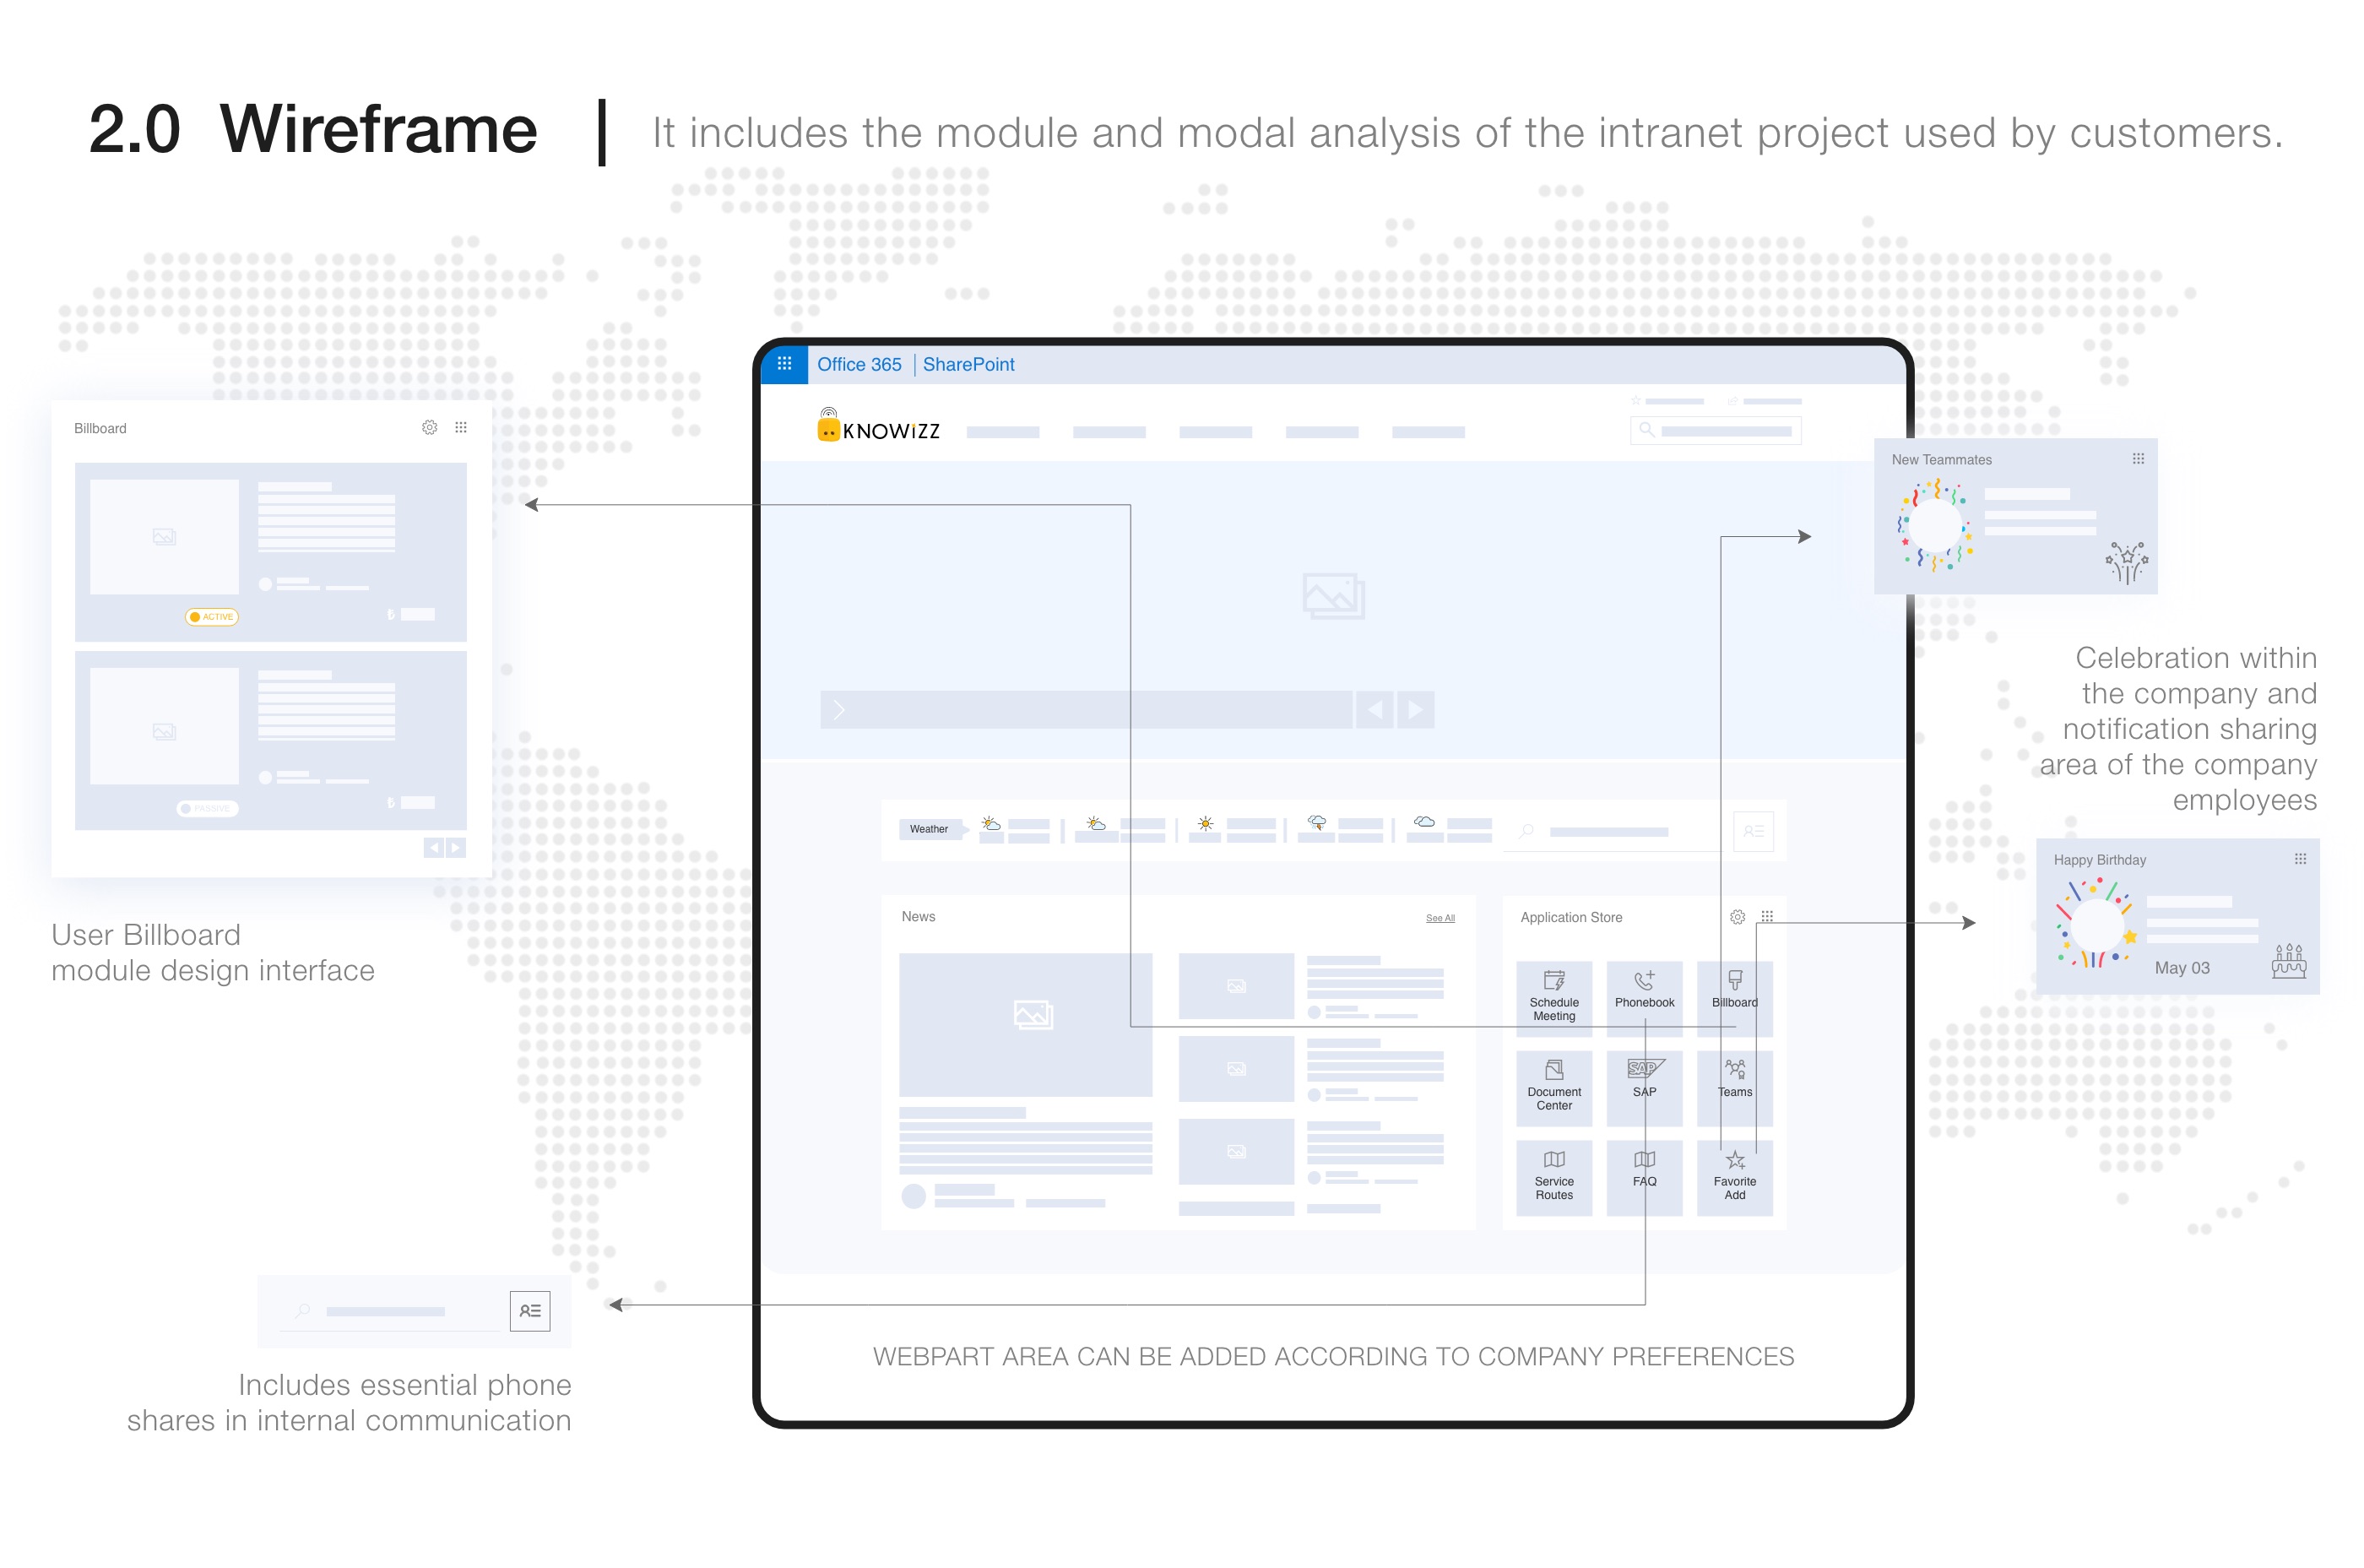 2.0 Wireframe
It includes the module and modal analysis of the intranet project used by customers.
Office 365 | SharePoint
KNOWiZZ
Billboard
ACTIVE
PASSIVE
User Billboard
module design interface
New Teammates
Celebration within
the company and
notification sharing
area of the company
employees
Happy Birthday
May 03
Weather
News
See All
Application Store
Schedule
Meeting
Phonebook
Billboard
Document
Center
SAP
SAP
Teams
Service
Routes
FAQ
Favorite
Add
Includes essential phone
shares in internal communication
WEBPART AREA CAN BE ADDED ACCORDING TO COMPANY PREFERENCES